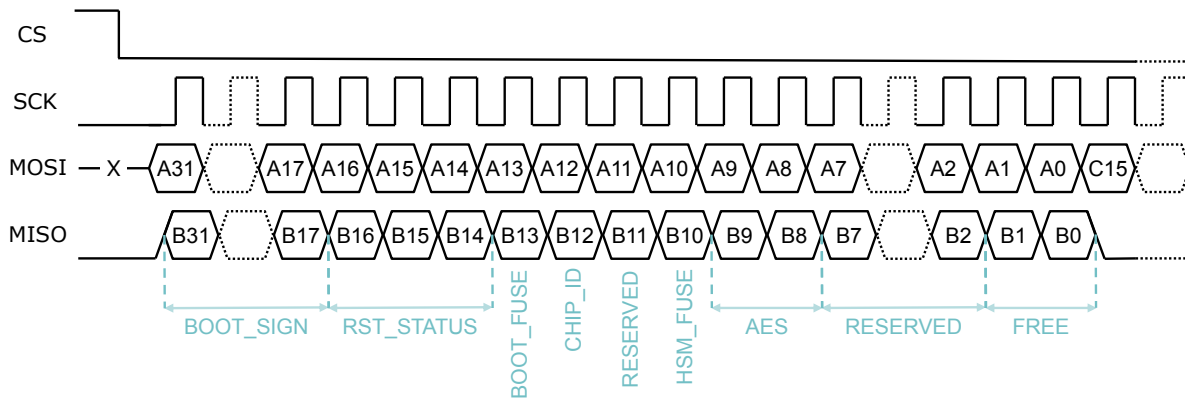 CS
SCK
MOSI X A31 A17 A16 A15 A14 A13 A12 A11 A10 A9 A8 A7 A2 A1 A0 C15
MISO B31 B17 B16 B15 B14 B13 B12 B11 B10 B9 B8 B7 B2 B1 B0
BOOT_SIGN RST_STATUS BOOT_FUSE CHIP_ID RESERVED HSM_FUSE AES RESERVED FREE